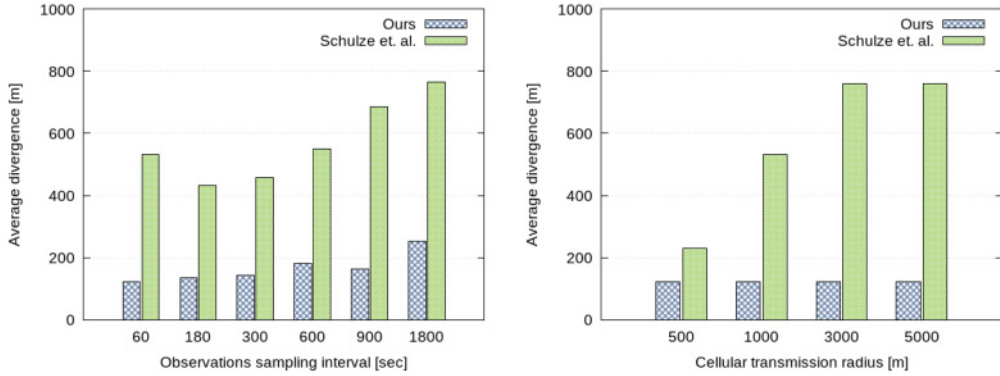 1000
800
600
400
200
0
Average divergence [m]
Ours
Schulze et. al.
60 180 300 600 900 1800
Observations sampling interval [sec]
1000
800
600
400
200
0
Average divergence [m]
Ours
Schulze et. al.
500 1000 3000 5000
Cellular transmission radius [m]